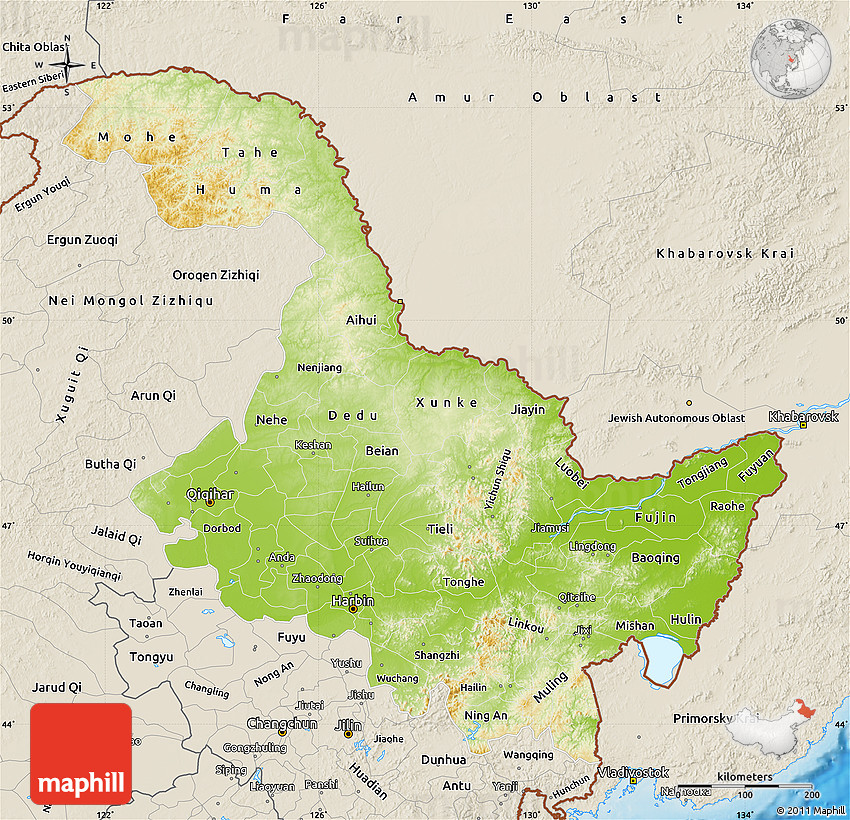 122°
126°
130°
134°
Far East
maphill
Chita Oblast
N
W E
S
Eastern Siberi
53°
Amur Oblast
53°
Mohe
Tahe
Huma
Ergun Youqi
Ergun Zuoqi
Khabarovsk Krai
Oroqen Zizhiqi
Nei Mongol Zizhiqu
50°
Aihui
50°
maphill
Xuguit Qi
Nenjiang
Arun Qi
Xunke
Jiayin
Dedu
Nehe
Jewish Autonomous Oblast
Khabarovsk
Keshan
Beian
Butha Qi
Luobei
Tongjiang
Fuyuan
Yichun Shiqu
Hailun
Qiqihar
Raohe
Fujin
47°
Dorbod
Tieli
Jiamusi
47°
Jalaid Qi
Suihua
Lingdong
Baoqing
Horqin Youyiqianqi
Anda
Zhaodong
Tonghe
Zhenlai
Harbin
Qitaihe
Taoan
Linkou
Mishan
Hulin
Fuyu
Jixi
Tongyu
Shangzhi
Nong An
Yushu
Wuchang
Jarud Qi
Changling
Jishu
Hailin
Muling
Jiutai
Ning An
44°
Changchun
Jilin
Primorsky
44°
Gongzhuling
Jiaohe
Wangqing
Siping
Dunhua
Vladivostok
kilometers
maphill
Liaoyuan
Panshi
Huadian
Antu
Yanji
Hunchun
Nahodka
0 100 200
122°
126°
130°
134°
© 2011 Maphill